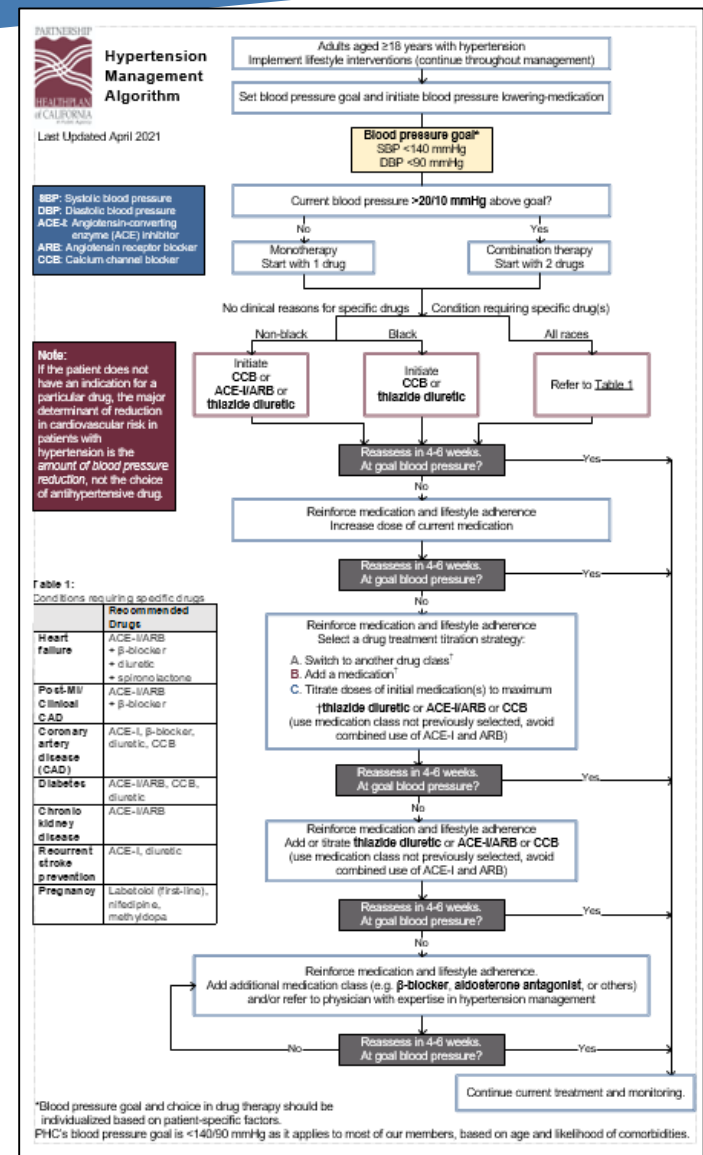 PARTNERSHIP
HEALTHPLAN
of CALIFORNIA
A Public Agency
Hypertension
Management
Algorithm
Last Updated April 2021
Adults aged ≥18 years with hypertension
Implement lifestyle interventions (continue throughout management)
Set blood pressure goal and initiate blood pressure lowering-medication
Blood pressure goal*
SBP <140 mmHg
DBP <90 mmHg
SBP: Systolic blood pressure
DBP: Diastolic blood pressure
ACE-I: Angiotensin-converting
enzyme (ACE) inhibitor
ARB: Angiotensin receptor blocker
CCB: Calcium channel blocker
Current blood pressure >20/10 mmHg above goal?
No
Yes
Monotherapy
Start with 1 drug
Combination therapy
Start with 2 drugs
No clinical reasons for specific drugs
Condition requiring specific drug(s)
Non-black
Black
All races
Initiate
CCB or
ACE-I/ARB or
thiazide diuretic
Initiate
CCB or
thiazide diuretic
Refer to Table 1
Note:
If the patient does not
have an indication for a
particular drug, the major
determinant of reduction
in cardiovascular risk in
patients with
hypertension is the
amount of blood pressure
reduction, not the choice
of antihypertensive drug.
Reassess in 4-6 weeks.
At goal blood pressure?
Yes
No
Reinforce medication and lifestyle adherence
Increase dose of current medication
Reassess in 4-6 weeks.
At goal blood pressure?
Yes
No
Reinforce medication and lifestyle adherence
Select a drug treatment titration strategy:
A. Switch to another drug class†
B. Add a medication†
C. Titrate doses of initial medication(s) to maximum
†thiazide diuretic or ACE-I/ARB or CCB
(use medication class not previously selected, avoid
combined use of ACE-I and ARB)
Reassess in 4-6 weeks.
At goal blood pressure?
Yes
No
Reinforce medication and lifestyle adherence
Add or titrate thiazide diuretic or ACE-I/ARB or CCB
(use medication class not previously selected, avoid
combined use of ACE-I and ARB)
Reassess in 4-6 weeks.
At goal blood pressure?
Yes
No
Reinforce medication and lifestyle adherence.
Add additional medication class (e.g. β-blocker, aldosterone antagonist, or others)
and/or refer to physician with expertise in hypertension management
No
Reassess in 4-6 weeks.
At goal blood pressure?
Yes
Continue current treatment and monitoring.
Table 1:
Conditions requiring specific drugs
Recommended
Drugs
Heart
failure
ACE-I/ARB
+ β-blocker
+ diuretic
+ spironolactone
Post-MI/
Clinical
CAD
ACE-I/ARB
+ β-blocker
Coronary
artery
disease
(CAD)
ACE-I, β-blocker,
diuretic, CCB
Diabetes
ACE-I/ARB, CCB,
diuretic
Chronic
kidney
disease
ACE-I/ARB
Recurrent
stroke
prevention
ACE-I, diuretic
Pregnancy
Labetolol (first-line),
nifedipine,
methyldopa
*Blood pressure goal and choice in drug therapy should be
individualized based on patient-specific factors.
PHC's blood pressure goal is <140/90 mmHg as it applies to most of our members, based on age and likelihood of comorbidities.